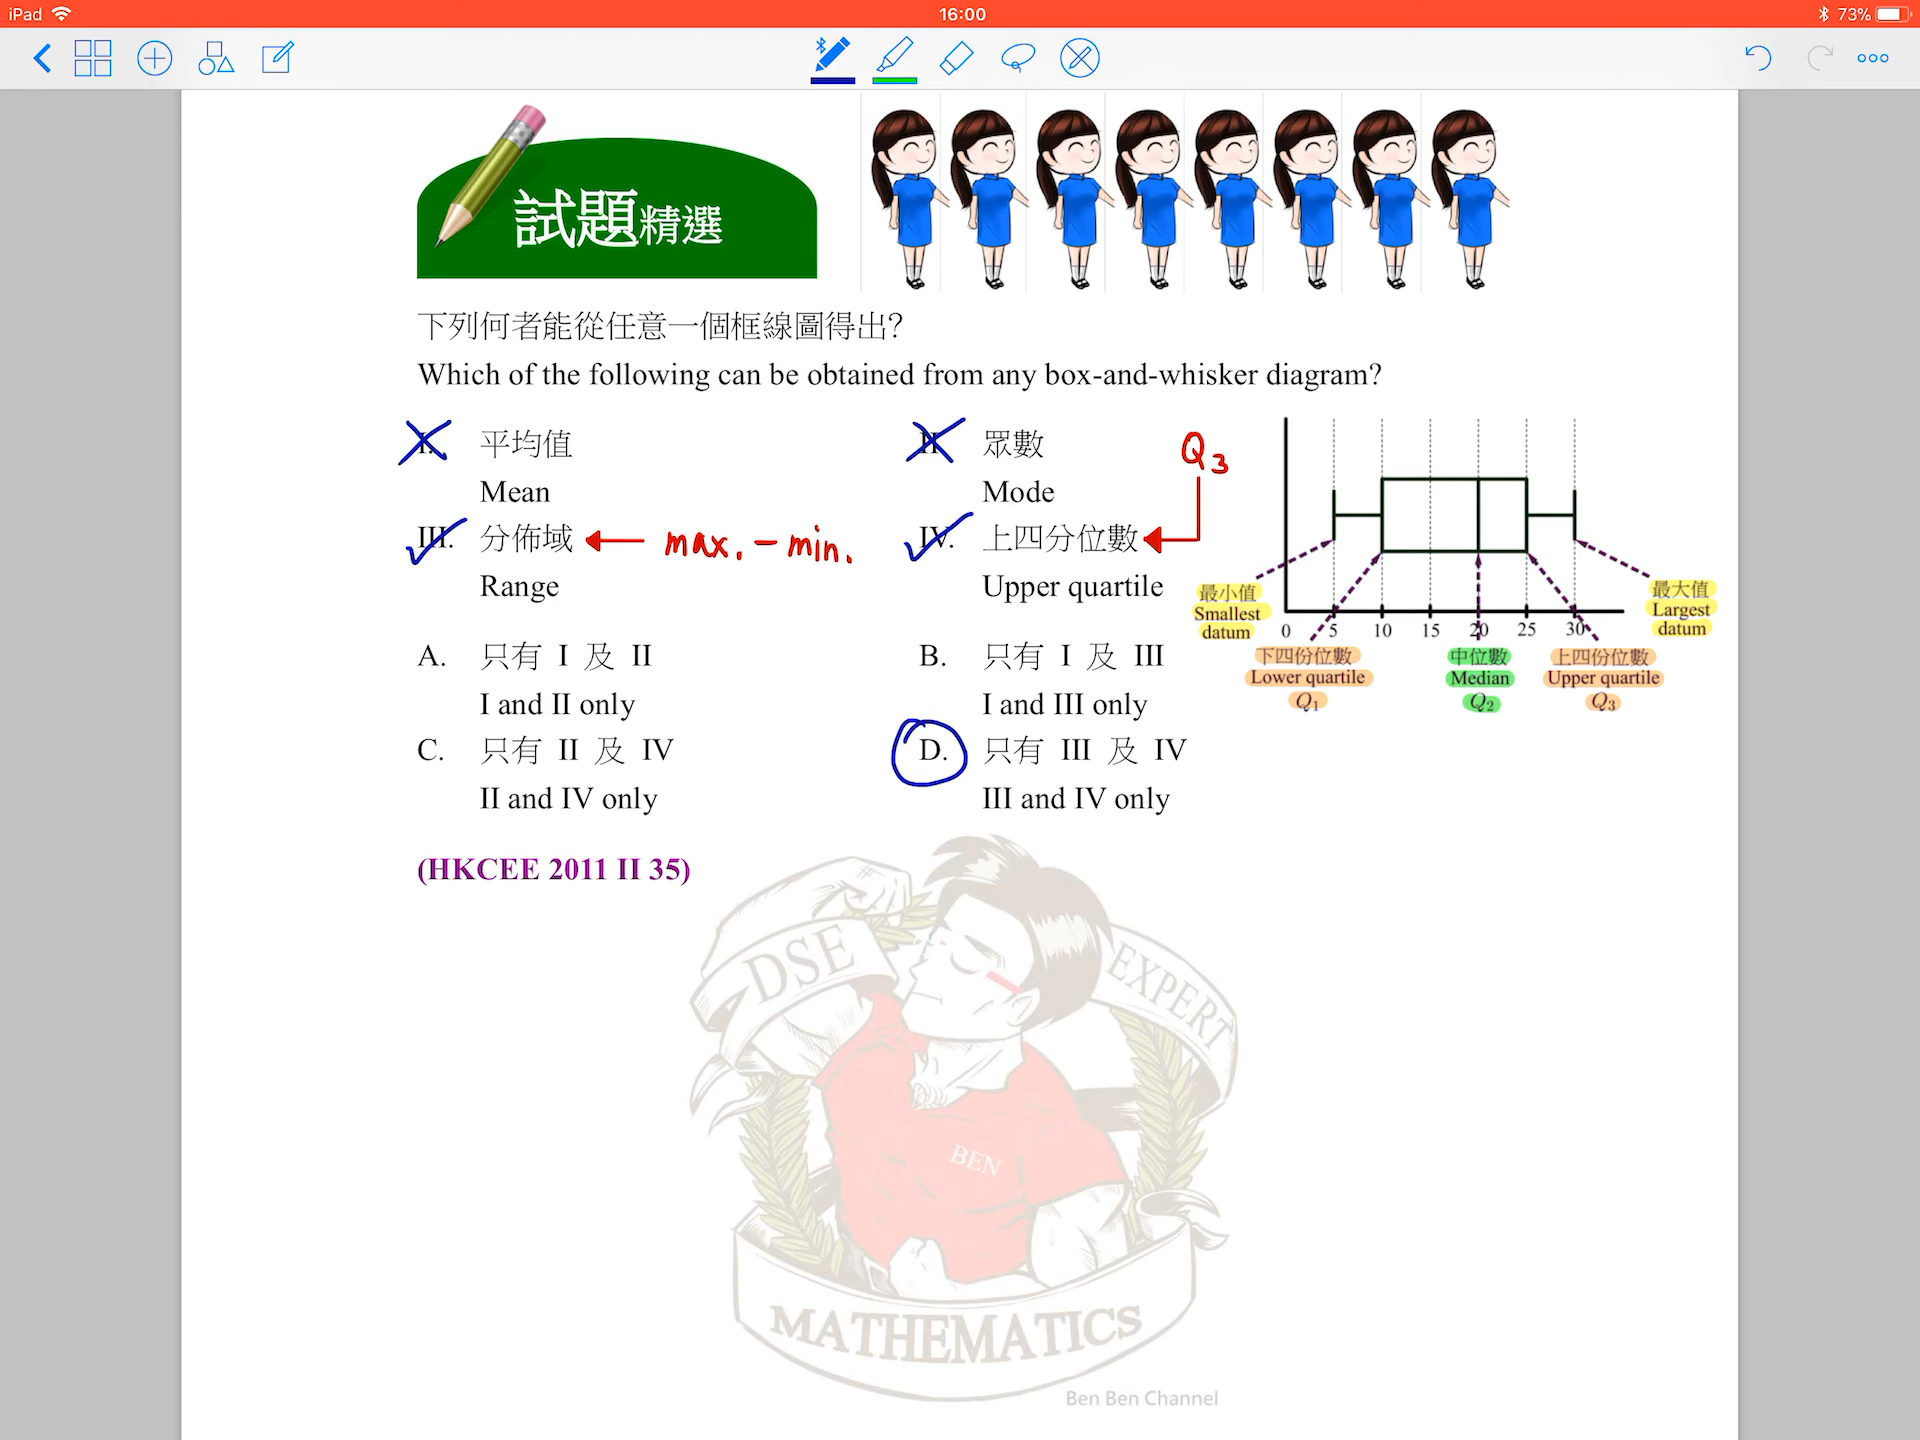 iPad
16:00
73%
試題精選
下列何者能從任意一個框線圖得出?
Which of the following can be obtained from any box-and-whisker diagram?
I. 平均值
Mean
II 眾數
Mode
Q3
III. 分佈域
max. - min.
Range
IV. 上四分位數
Upper quartile
最小值
Smallest
datum
最大值
Largest
datum
0 5 10 15 20 25 30
下四份位數
Lower quartile
Q1
中位數
Median
Q2
上四份位數
Upper quartile
Q3
A. 只有 I 及 II
I and II only
B. 只有 I 及 III
I and III only
C. 只有 II 及 IV
II and IV only
D. 只有 III 及 IV
III and IV only
(HKCEE 2011 II 35)
DSE
EXPERT
BEN
MATHEMATICS
Ben Ben Channel